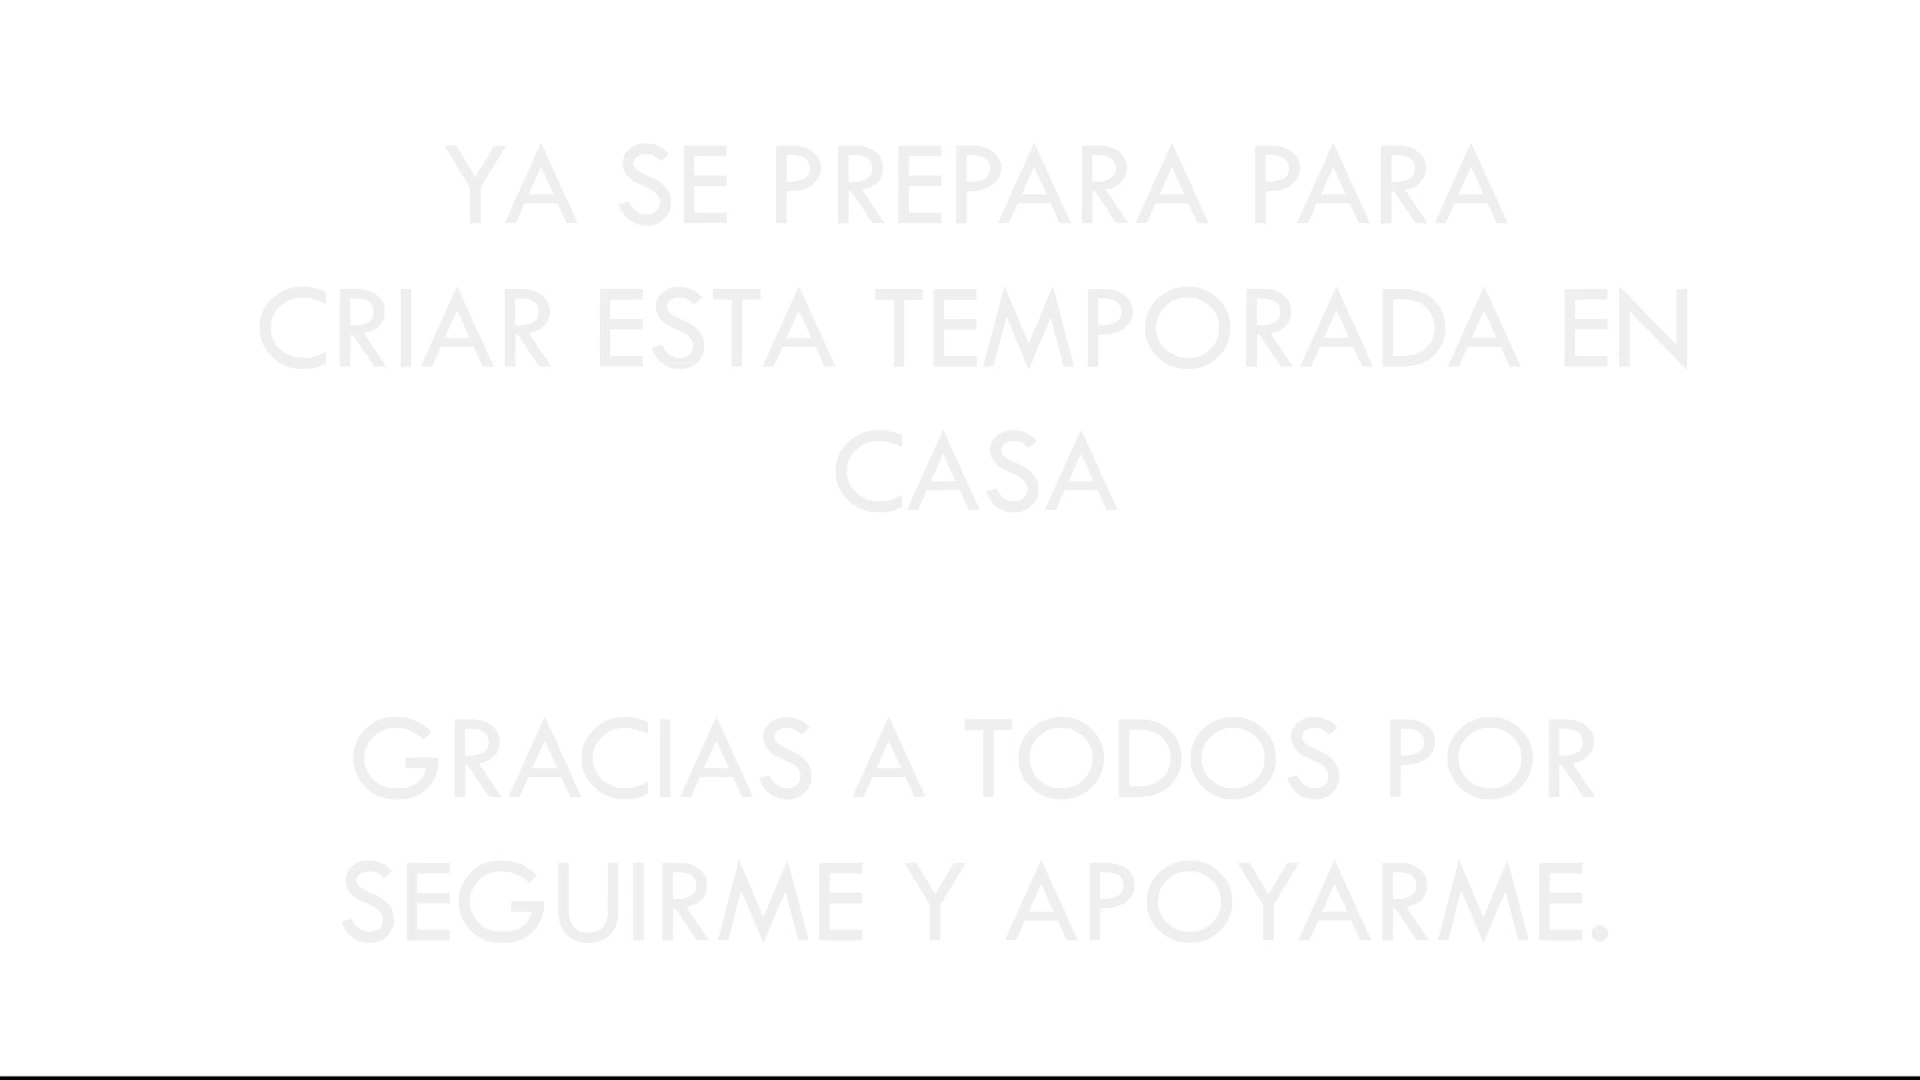 YA SE PREPARA PARA
CRIAR ESTA TEMPORADA EN
CASA
GRACIAS A TODOS POR
SEGUIRME Y APOYARME.